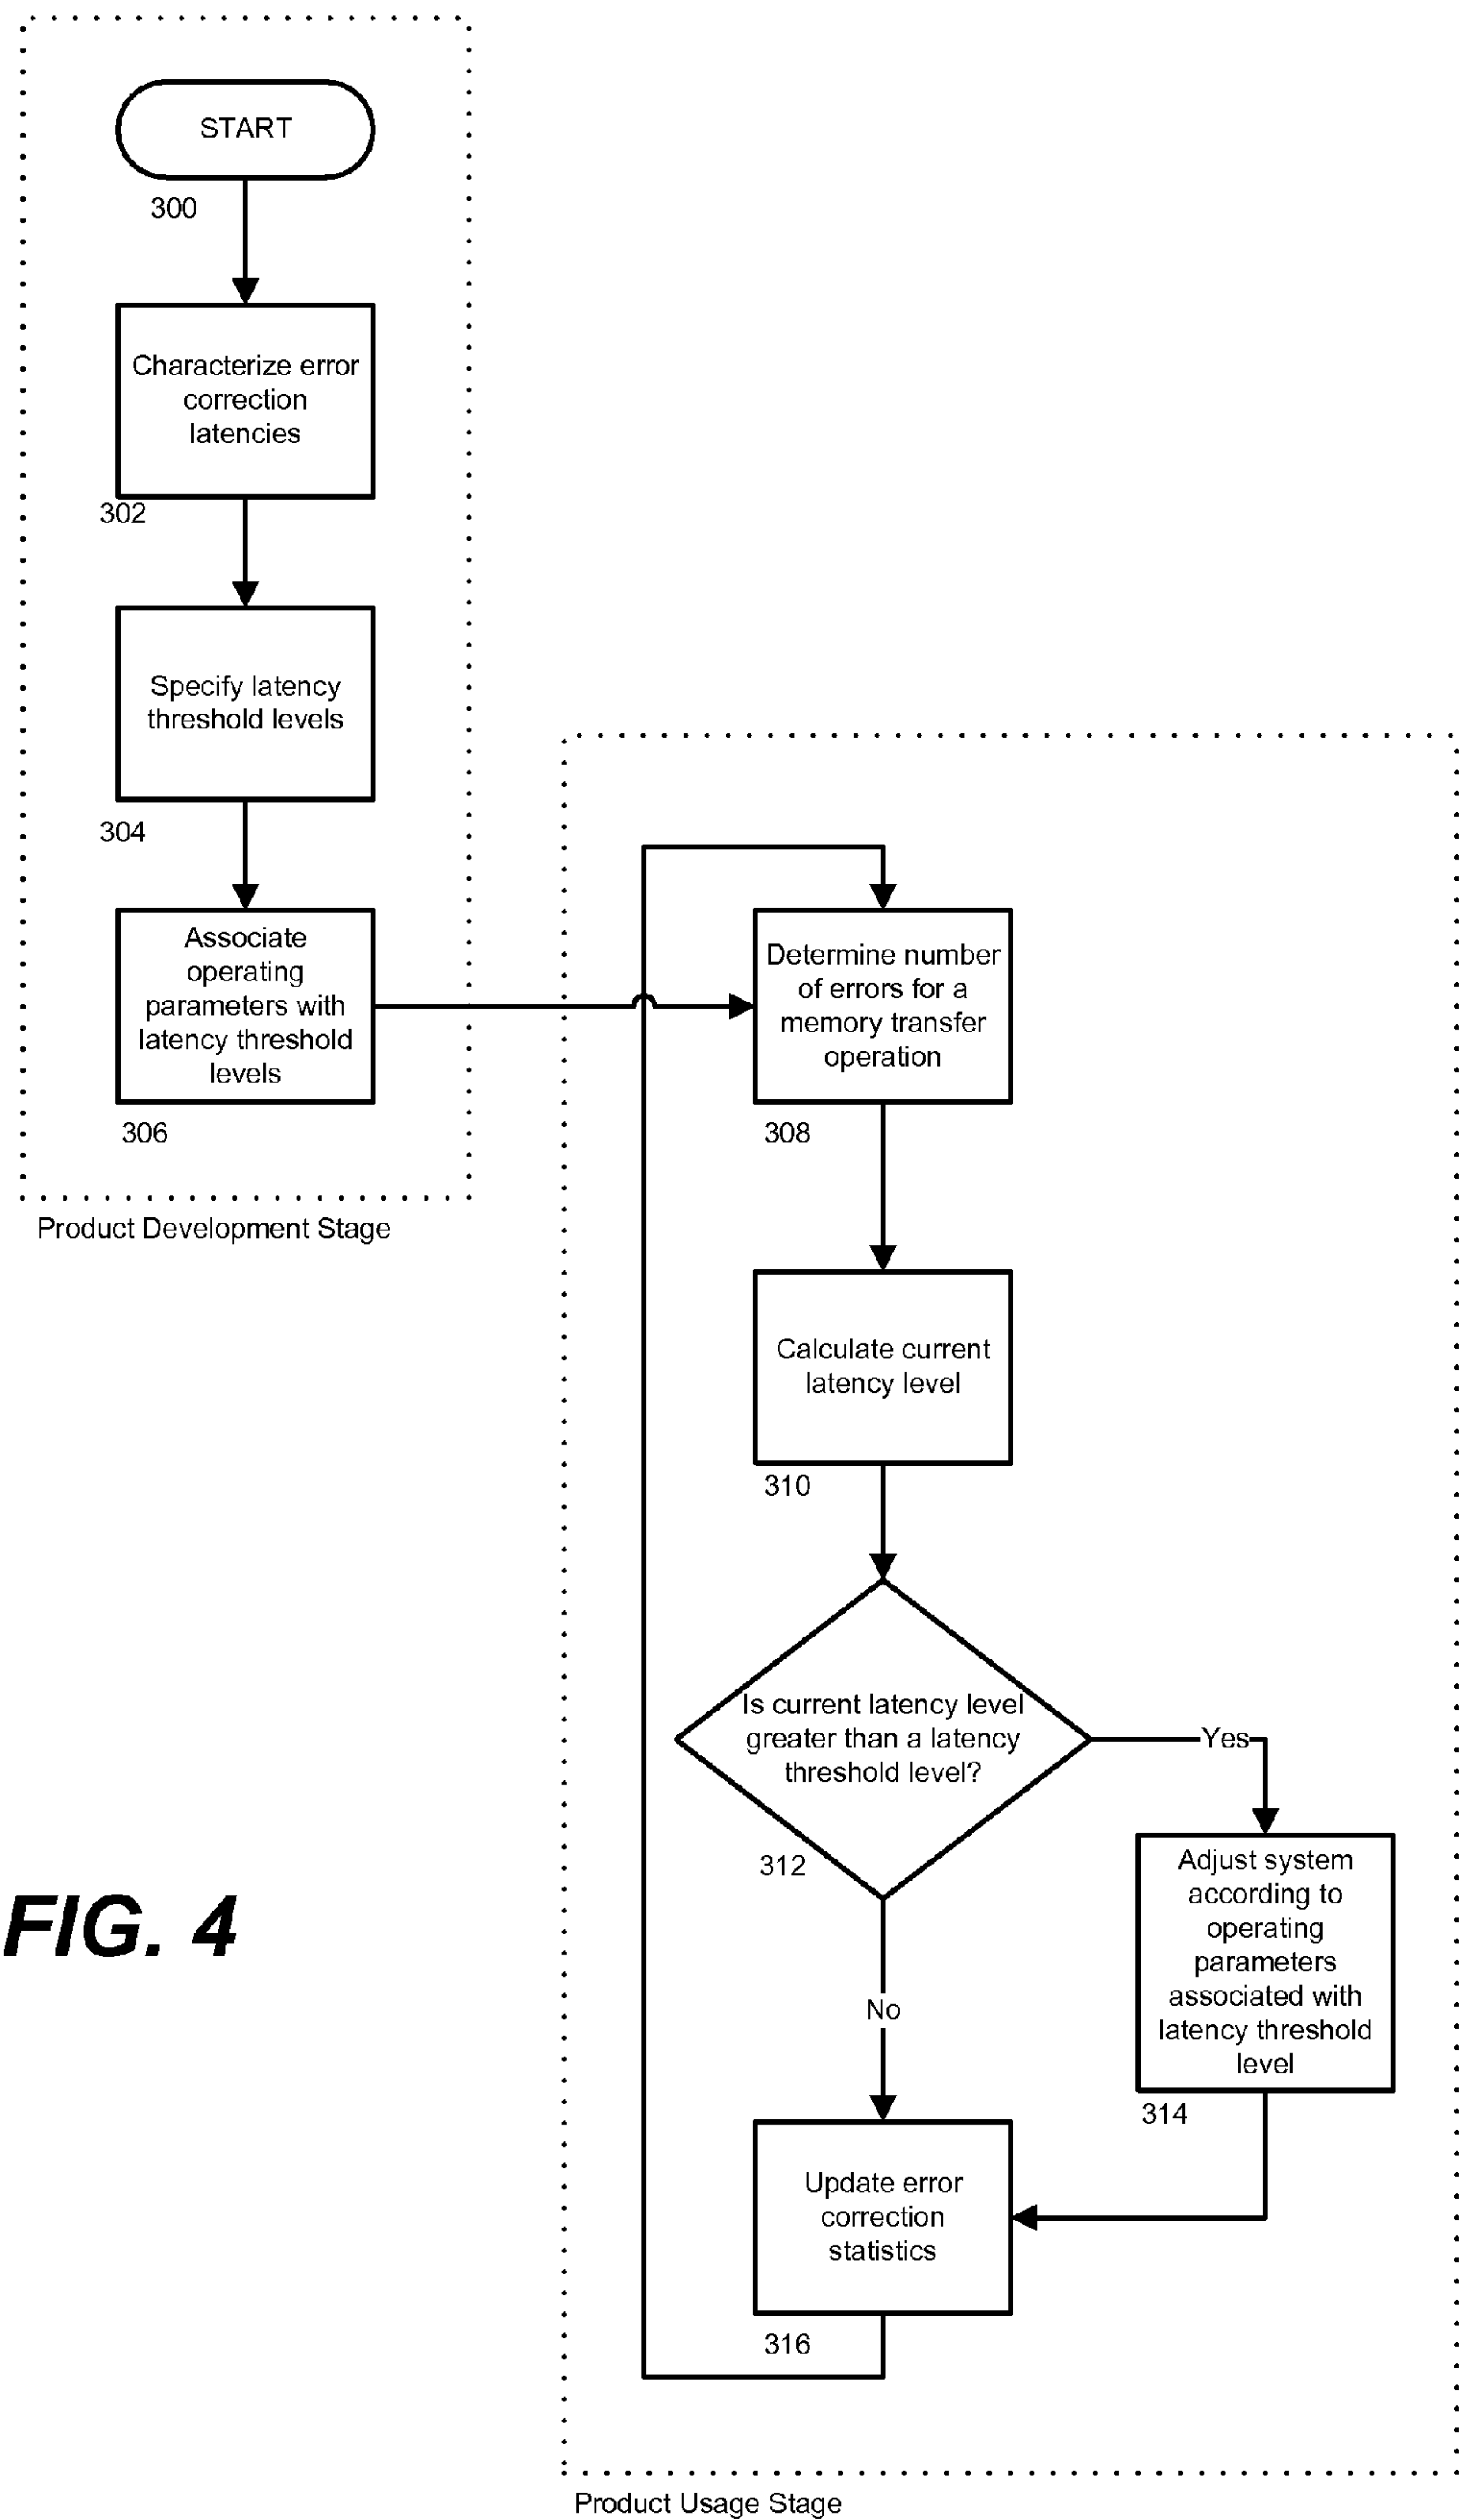 START
300
Characterize error
correction
latencies
302
Specify latency
threshold levels
304
Associate
operating
parameters with
latency threshold
levels
306
Product Development Stage
Determine number
of errors for a
memory transfer
operation
308
Calculate current
latency level
310
Is current latency level
greater than a latency
threshold level?
312
Yes
Adjust system
according to
operating
parameters
associated with
latency threshold
level
314
No
Update error
correction
statistics
316
Product Usage Stage
FIG. 4